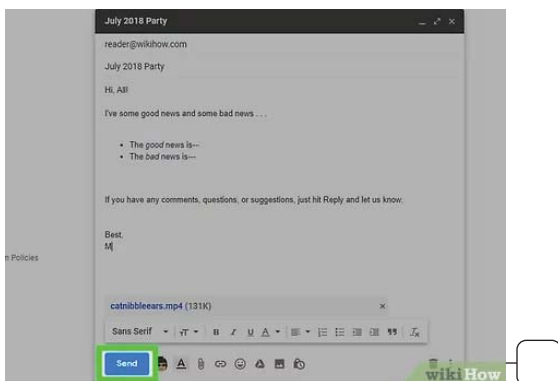 July 2018 Party
reader@wikihow.com
July 2018 Party
Hi, All!
I've some good news and some bad news . . .
• The good news is---
• The bad news is---
If you have any comments, questions, or suggestions, just hit Reply and let us know.
Best.
M
n Policies
catnibbleears.mp4 (131K)
Sans Serif
Send
wikiHow